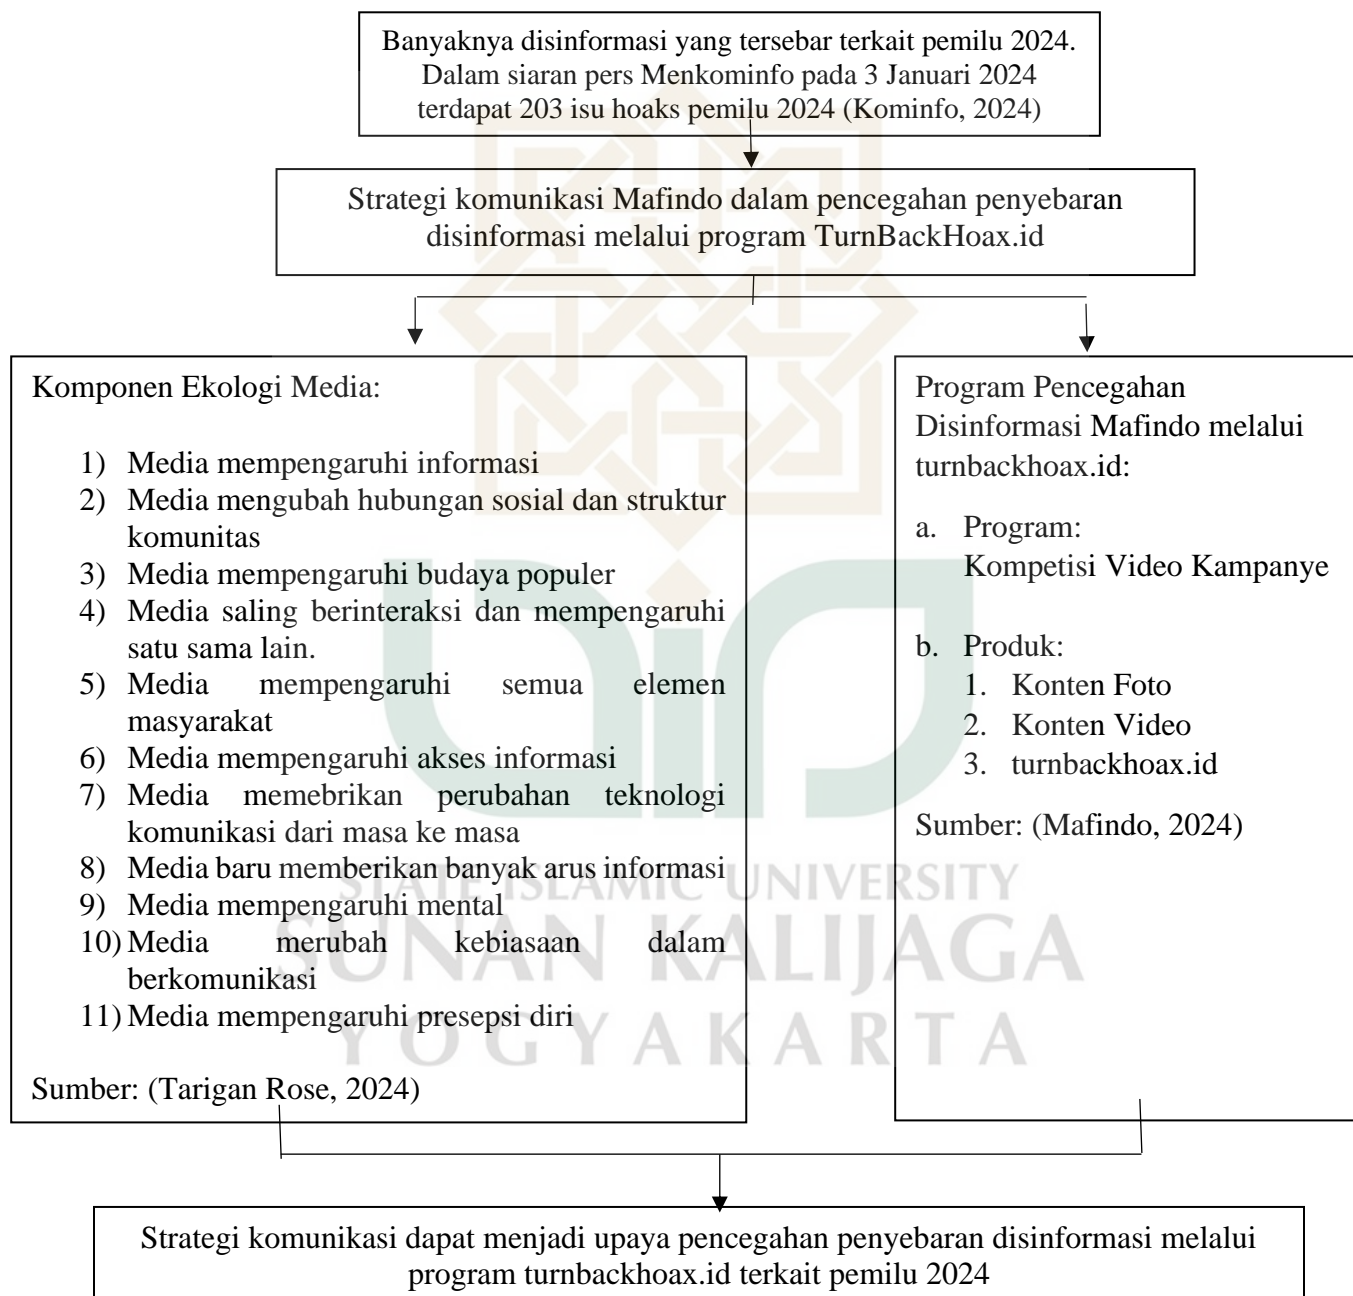 Banyaknya disinformasi yang tersebar terkait pemilu 2024.
Dalam siaran pers Menkominfo pada 3 Januari 2024
terdapat 203 isu hoaks pemilu 2024 (Kominfo, 2024)
Strategi komunikasi Mafindo dalam pencegahan penyebaran
disinformasi melalui program TurnBackHoax.id
Komponen Ekologi Media:
1) Media mempengaruhi informasi
2) Media mengubah hubungan sosial dan struktur
komunitas
3) Media mempengaruhi budaya populer
4) Media saling berinteraksi dan mempengaruhi
satu sama lain.
5) Media mempengaruhi semua elemen
masyarakat
6) Media mempengaruhi akses informasi
7) Media memebrikan perubahan teknologi
komunikasi dari masa ke masa
8) Media baru memberikan banyak arus informasi
9) Media mempengaruhi mental
10) Media merubah kebiasaan dalam
berkomunikasi
11) Media mempengaruhi presepsi diri
Sumber: (Tarigan Rose, 2024)
Program Pencegahan
Disinformasi Mafindo melalui
turnbackhoax.id:
a. Program:
Kompetisi Video Kampanye
b. Produk:
1. Konten Foto
2. Konten Video
3. turnbackhoax.id
Sumber: (Mafindo, 2024)
STATE ISLAMIC UNIVERSITY
SUNAN KALIJAGA
YOGYAKARTA
Strategi komunikasi dapat menjadi upaya pencegahan penyebaran disinformasi melalui
program turnbackhoax.id terkait pemilu 2024